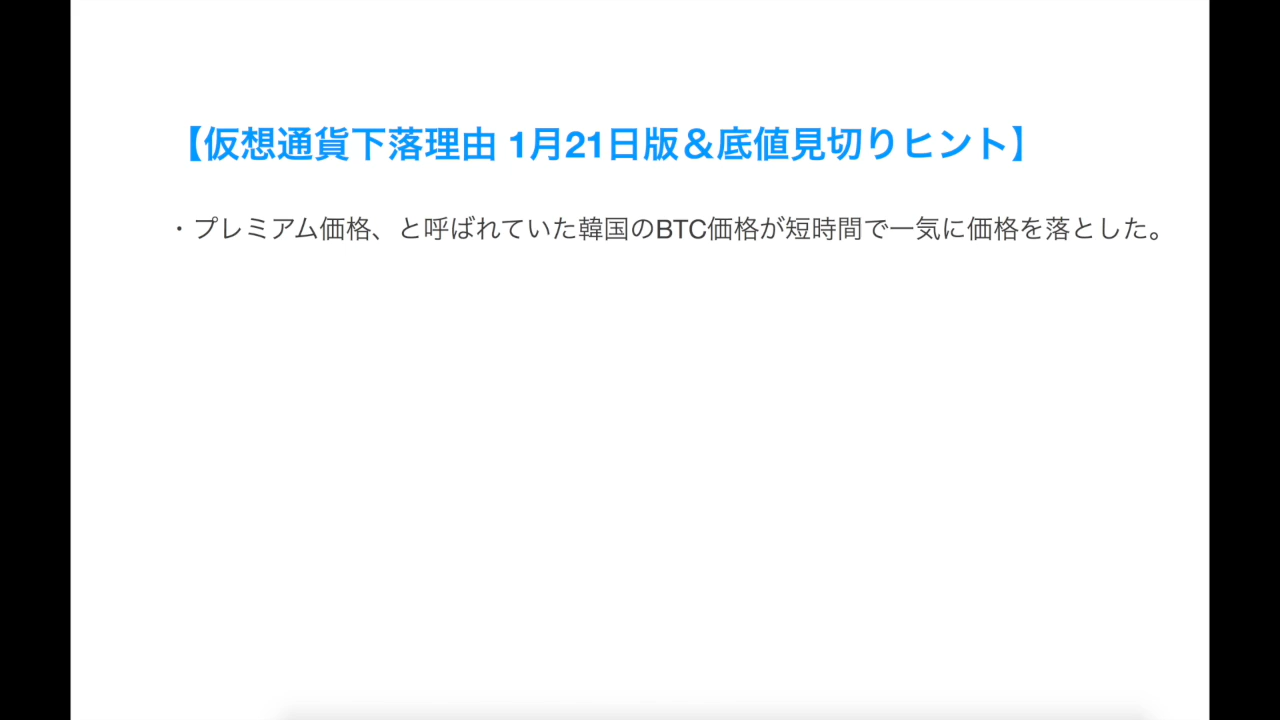 【仮想通貨下落理由 1月21日版＆底値見切りヒント】
・プレミアム価格、と呼ばれていた韓国のBTC価格が短時間で一気に価格を落とした。